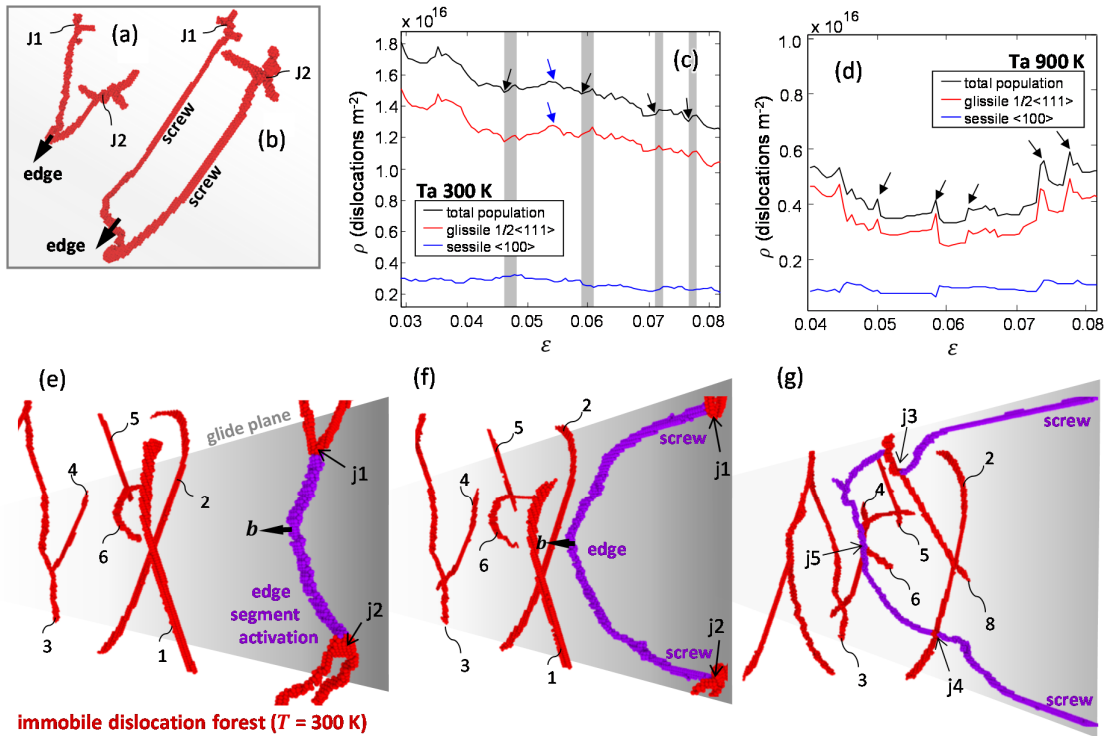 (a)
J1
J2
edge
J1
J2
screw
screw
(b)
edge
x 10^16
(c)
ρ (dislocations m^-2)
1.8
1.6
1.4
1.2
1.0
0.8
0.6
0.4
0.2
Ta 300 K
total population
glissile 1/2<111>
sessile <100>
0.03 0.04 0.05 0.06 0.07 0.08
ε
x 10^16
(d) Ta 900 K
total population
glissile 1/2<111>
sessile <100>
ρ (dislocations m^-2)
1.0
0.8
0.6
0.4
0.2
0
0.04 0.05 0.06 0.07 0.08
ε
(e)
glide plane
5
4
2
6
j1
b
edge
segment
activation
j2
3
1
immobile dislocation forest (T = 300 K)
(f)
2
5
screw
j1
4
6
b
edge
j2
screw
3
1
(g)
j3
screw
2
4
j5
5
6
8
3
j4
screw